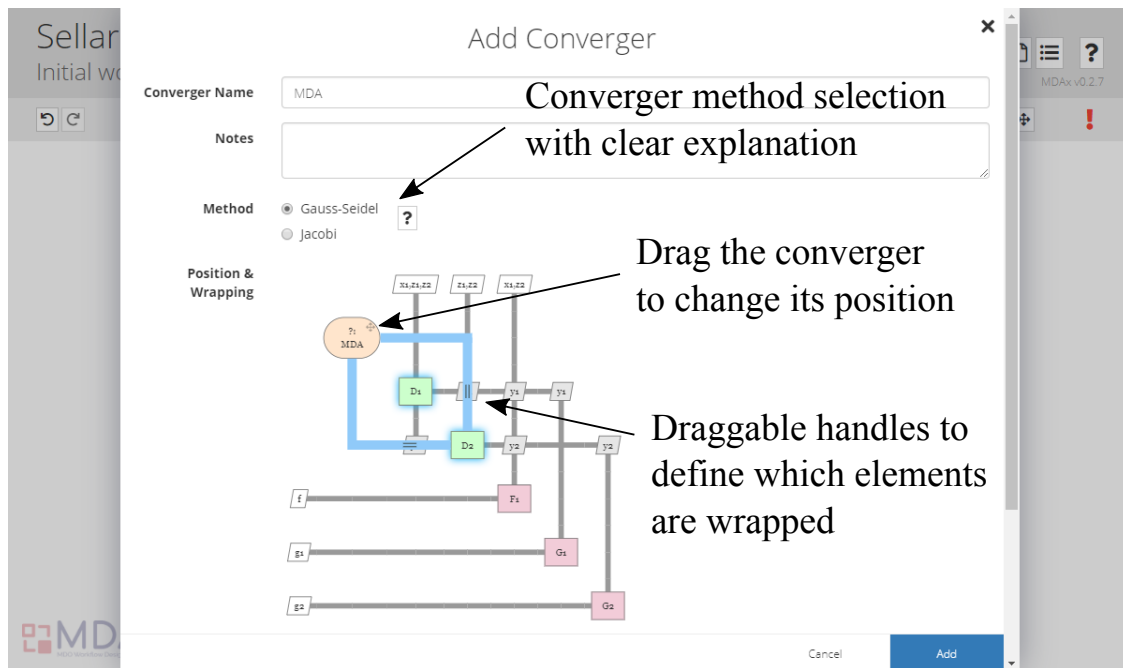 Sellar
Initial wo
Add Converger
MDAx v0.2.7
Converger Name
MDA
Converger method selection
with clear explanation
Notes
Method
Gauss-Seidel
?
Jacobi
Position &
Wrapping
Drag the converger
to change its position
x1,z1,z2
z1,z2
x1,z2
?:
MDA
D1
y1
y1
Draggable handles to
define which elements
are wrapped
D2
y2
y2
f
F1
g1
G1
g2
G2
MDA
Cancel
Add